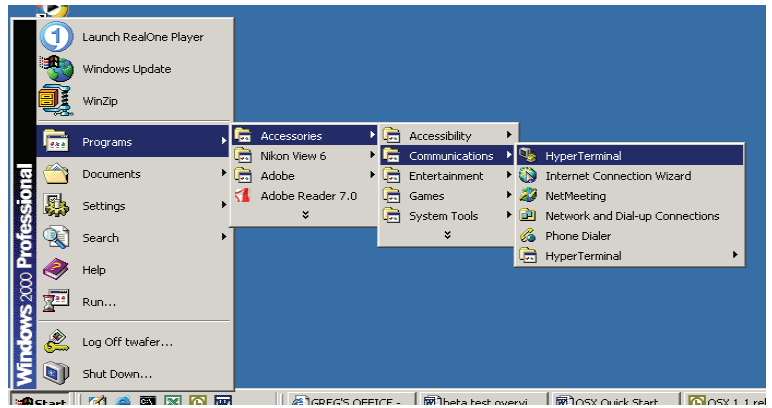 Launch RealOne Player
Windows Update
WinZip
Programs
Documents
Settings
Search
Help
Run...
Log Off twafer...
Shut Down...
Windows 2000 Professional
Accessories
Nikon View 6
Adobe
Adobe Reader 7.0
Accessibility
Communications
Entertainment
Games
System Tools
HyperTerminal
Internet Connection Wizard
NetMeeting
Network and Dial-up Connections
Phone Dialer
HyperTerminal
Start
GREG'S OFFICE -
beta test overvi
OSX Quick Start
OSX 1.1 rel